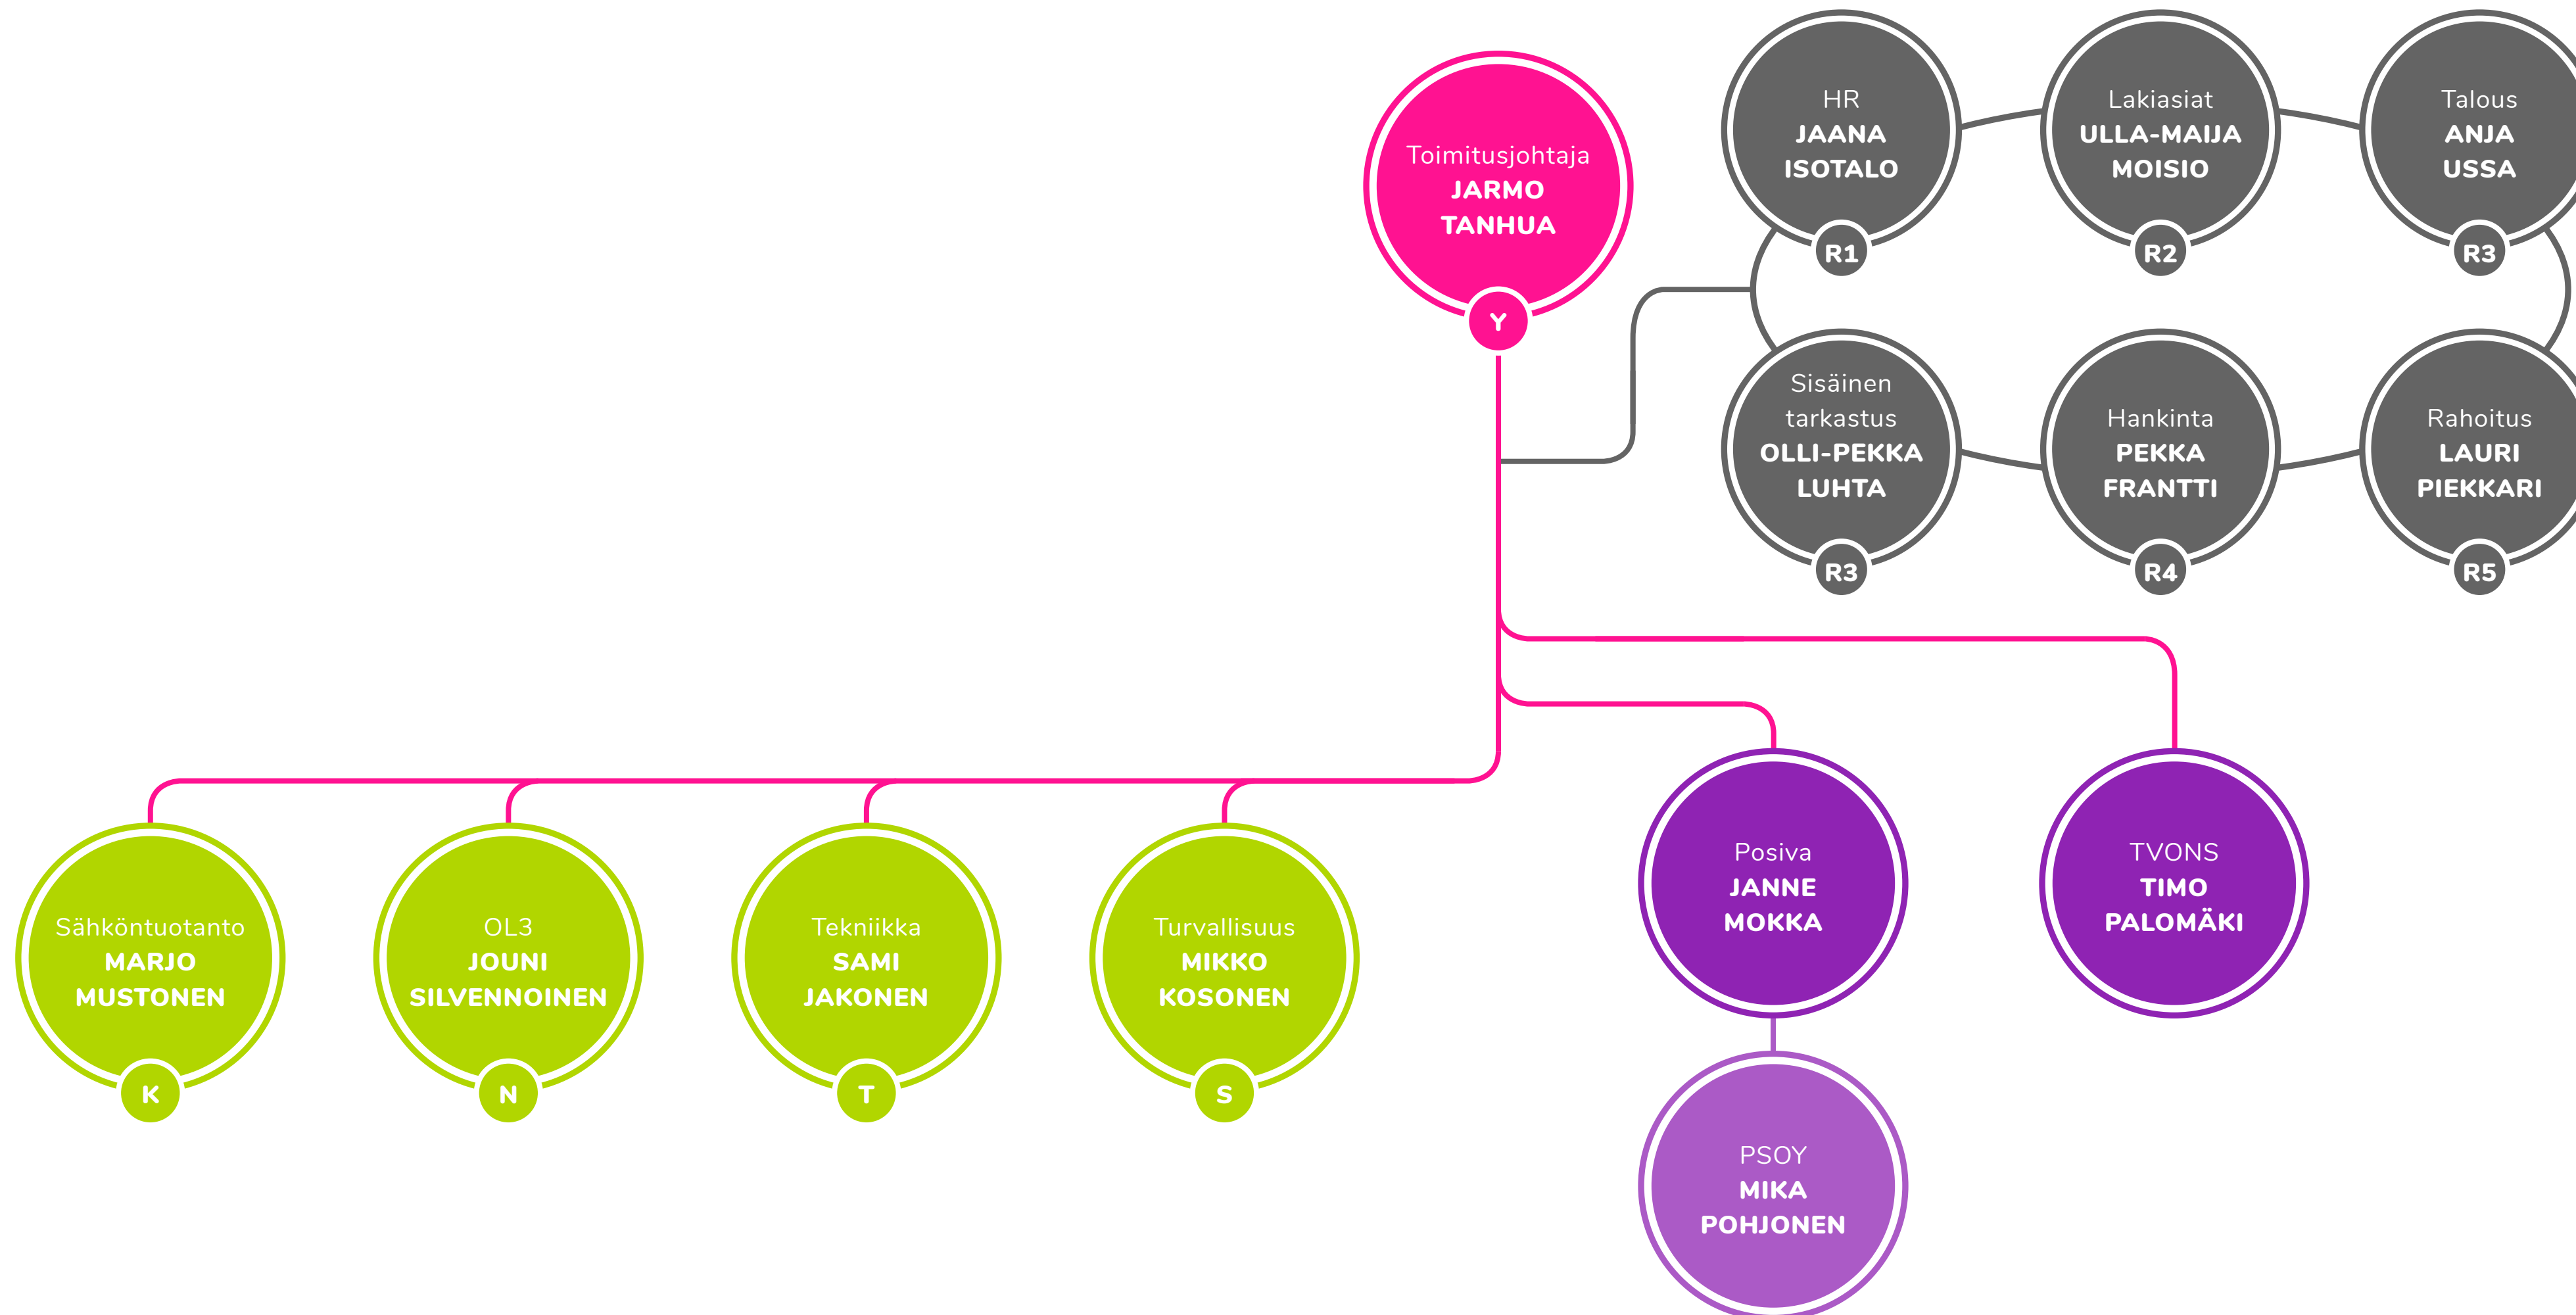 Toimitusjohtaja
JARMO
TANHUA
Y
HR
JAANA
ISOTALO
R1
Lakiasiat
ULLA-MAIJA
MOISIO
R2
Talous
ANJA
USSA
R3
Sisäinen
tarkastus
OLLI-PEKKA
LUHTA
R3
Hankinta
PEKKA
FRANTTI
R4
Rahoitus
LAURI
PIEKKARI
R5
Sähköntuotanto
MARJO
MUSTONEN
K
OL3
JOUNI
SILVENNOINEN
N
Tekniikka
SAMI
JAKONEN
T
Turvallisuus
MIKKO
KOSONEN
S
Posiva
JANNE
MOKKA
TVONS
TIMO
PALOMÄKI
PSOY
MIKA
POHJONEN